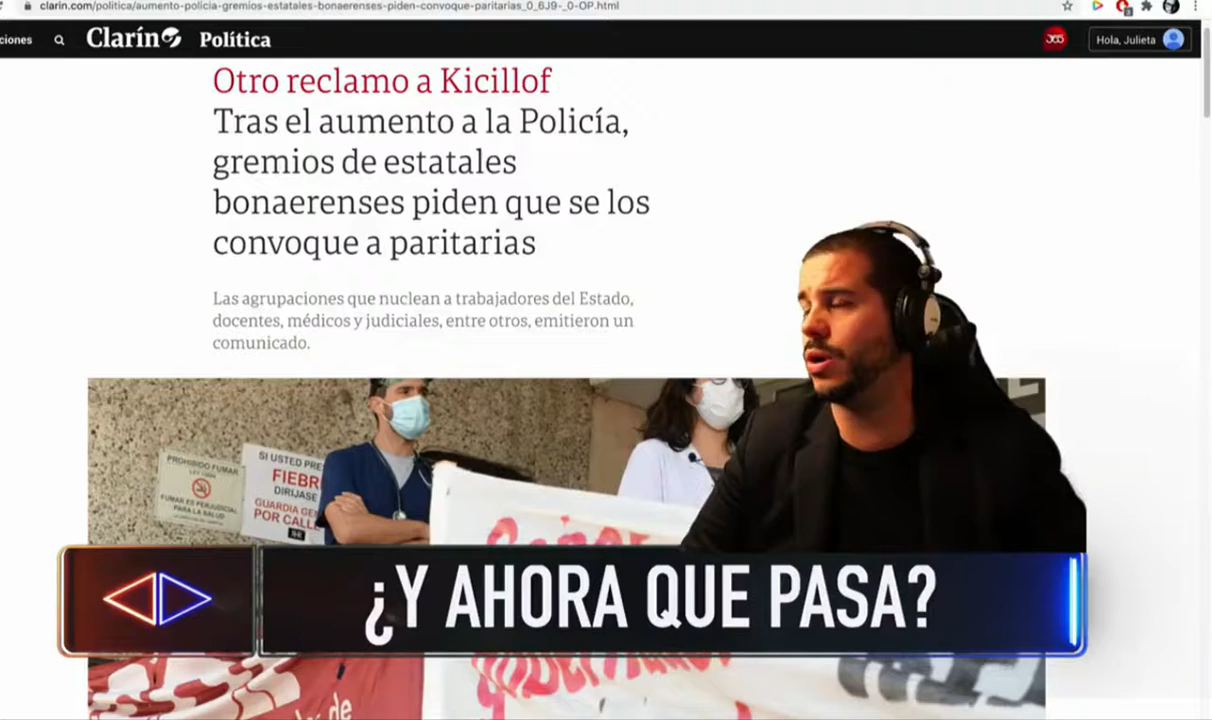 clarin.com/politica/aumento-policia-gremios-estatales-bonaerenses-piden-convoque-paritarias_0_6J9-_0-OP.html
ciones
Clarín
Política
365
Hola, Julieta
Otro reclamo a Kicillof
Tras el aumento a la Policía,
gremios de estatales
bonaerenses piden que se los
convoque a paritarias
Las agrupaciones que nuclean a trabajadores del Estado,
docentes, médicos y judiciales, entre otros, emitieron un
comunicado.
PROHIBIDO FUMAR
FUMAR ES PERJUDICIAL
PARA LA SALUD
SI USTED PRE
FIEBR
DIRIJASE
GUARDIA GE
POR CALL
¿Y AHORA QUE PASA?
de